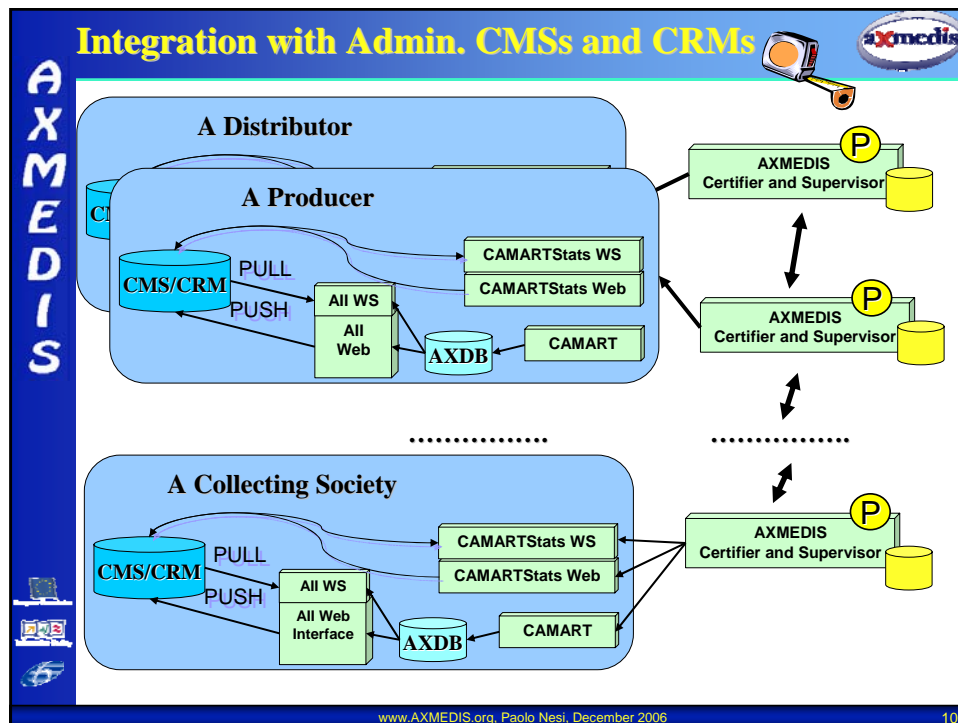 Integration with Admin. CMSs and CRMs
axmedis
AXMEDIS
A Distributor
A Producer
CMS/CRM
PULL
PUSH
All WS
All
Web
AXDB
CAMARTStats WS
CAMARTStats Web
CAMART
P
AXMEDIS
Certifier and Supervisor
P
AXMEDIS
Certifier and Supervisor
................
................
A Collecting Society
CMS/CRM
PULL
PUSH
All WS
All Web
Interface
AXDB
CAMARTStats WS
CAMARTStats Web
CAMART
P
AXMEDIS
Certifier and Supervisor
www.AXMEDIS.org, Paolo Nesi, December 2006
10